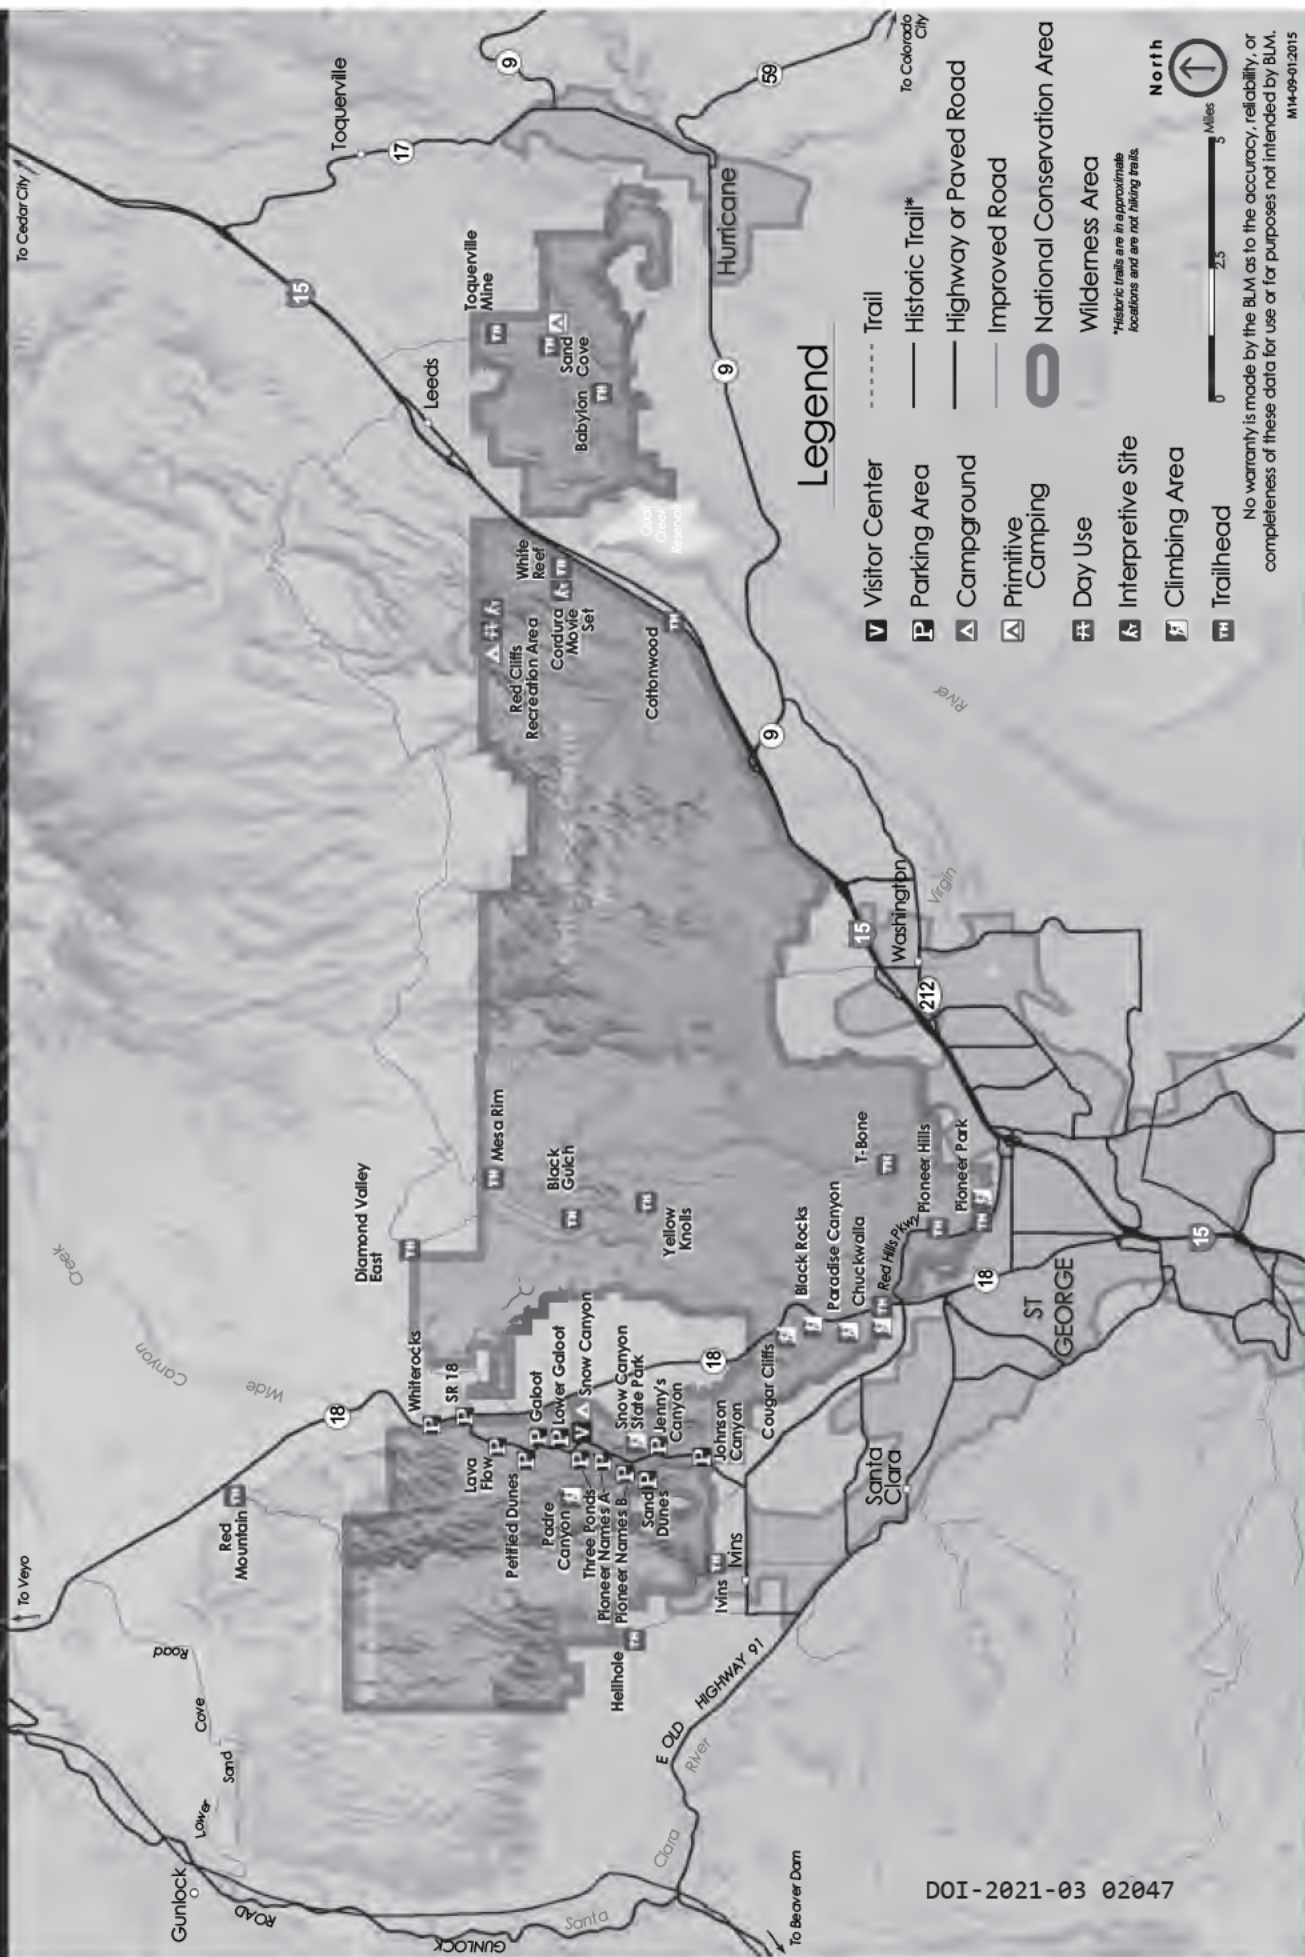 To Cedar City
To Veyo
To Colorado
City
Toquerville
9
59
17
15
Leeds
Toquerville
Mine
Sand
Cove
Babylon
Hurricane
9
Quail
Creek
Reservoir
White
Reef
Cordura
Movie
Set
Red Cliffs
Recreation Area
Cottonwood
9
River
Virgin
Washington
15
212
Creek
Canyon
Wide
Diamond Valley
East
Mesa Rim
Black
Gulch
Yellow
Knolls
T-Bone
Pioneer Hills
Pioneer Park
Red Hills Pkwy
Black Rocks
Paradise Canyon
Chuckwalla
Cougar Cliffs
18
18
15
ST
GEORGE
18
Whiterocks
SR 18
Galoot
Lower Galoot
Snow Canyon
Snow Canyon
State Park
Jenny's
Canyon
Johnson
Canyon
Lava
Flow
Petrified Dunes
Padre
Canyon
Three Ponds
Pioneer Names A
Pioneer Names B
Sand
Dunes
Red
Mountain
Hellhole
Ivins
Ivins
Santa
Clara
Lower
Sand
Cove
Road
Gunlock
GUNLOCK
ROAD
E OLD
HIGHWAY 91
Santa
Clara
River
To Beaver Dam
Legend
V Visitor Center
P Parking Area
Campground
Primitive
Camping
Day Use
Interpretive Site
Climbing Area
TH Trailhead
Trail
Historic Trail*
Highway or Paved Road
Improved Road
National Conservation Area
Wilderness Area
*Historic trails are in approximate
locations and are not hiking trails.
North
0 2.5 5
Miles
No warranty is made by the BLM as to the accuracy, reliability, or
completeness of these data for use or for purposes not intended by BLM.
M14-09-01:2015
DOI-2021-03 02047